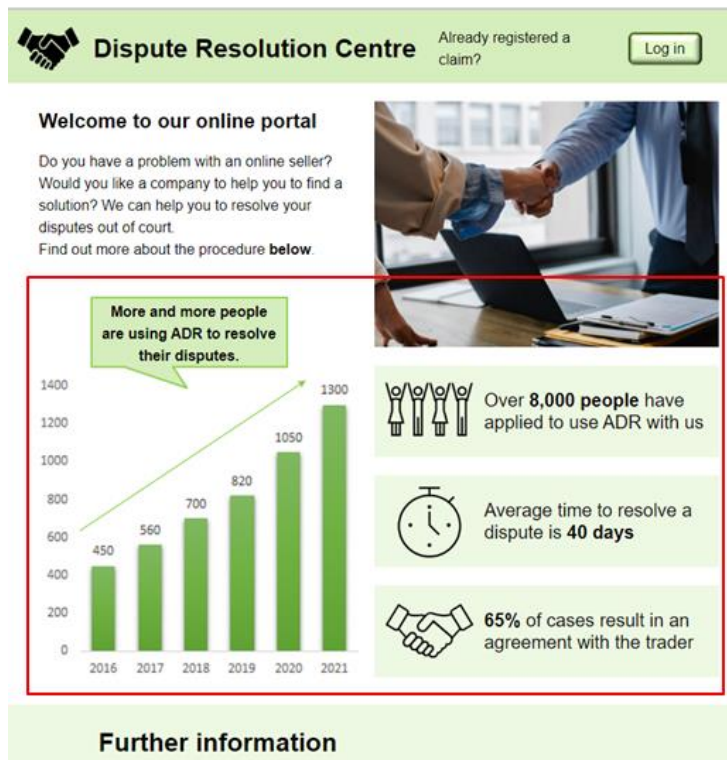 Dispute Resolution Centre
Already registered a
claim?
Log in
Welcome to our online portal
Do you have a problem with an online seller?
Would you like a company to help you to find a
solution? We can help you to resolve your
disputes out of court.
Find out more about the procedure below.
More and more people
are using ADR to resolve
their disputes.
1400
1200
1000
800
600
400
200
0
450
560
700
820
1050
1300
2016
2017
2018
2019
2020
2021
Over 8,000 people have
applied to use ADR with us
Average time to resolve a
dispute is 40 days
65% of cases result in an
agreement with the trader
Further information